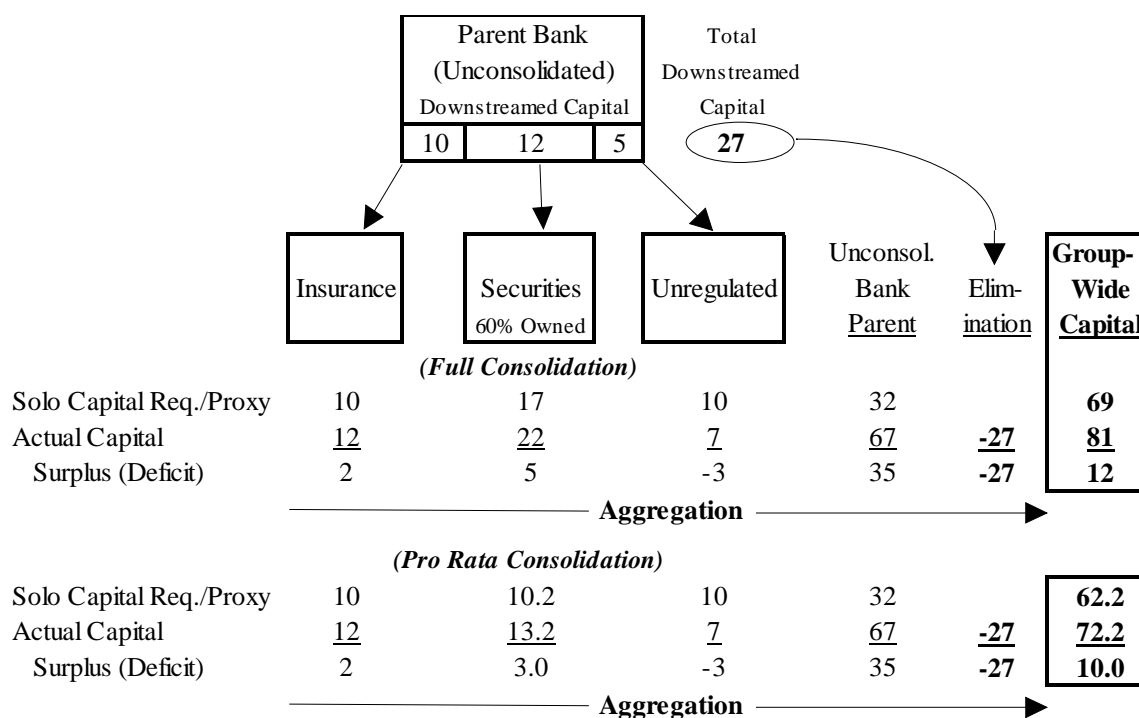 Parent Bank
(Unconsolidated)
Downstreamed Capital
10 12 5
Total
Downstreamed
Capital
27
Insurance
Securities
60% Owned
Unregulated
Unconsol.
Bank
Parent
Elim-
ination
Group-
Wide
Capital
(Full Consolidation)
Solo Capital Req./Proxy 10 17 10 32 69
Actual Capital 12 22 7 67 -27 81
Surplus (Deficit) 2 5 -3 35 -27 12
Aggregation
(Pro Rata Consolidation)
Solo Capital Req./Proxy 10 10.2 10 32 62.2
Actual Capital 12 13.2 7 67 -27 72.2
Surplus (Deficit) 2 3.0 -3 35 -27 10.0
Aggregation